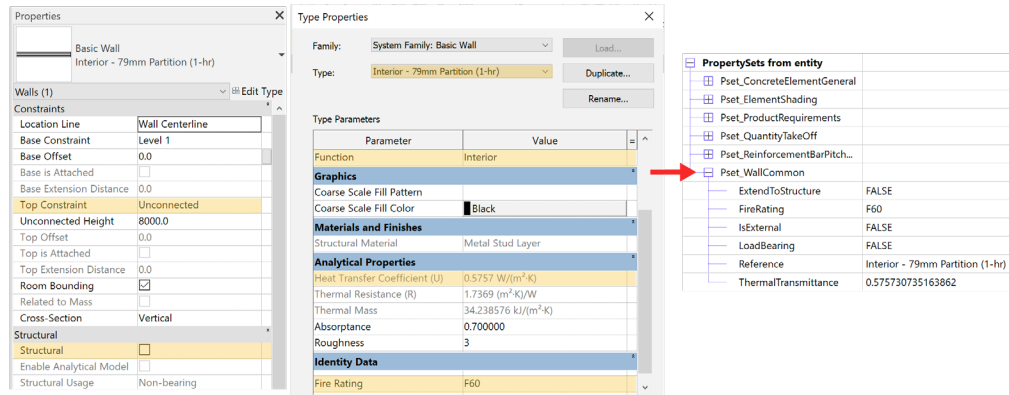 Properties
Basic Wall
Interior - 79mm Partition (1-hr)
Walls (1)
Edit Type
Constraints
Location Line Wall Centerline
Base Constraint Level 1
Base Offset 0.0
Base is Attached
Base Extension Distance 0.0
Top Constraint Unconnected
Unconnected Height 8000.0
Top Offset 0.0
Top is Attached
Top Extension Distance 0.0
Room Bounding
Related to Mass
Cross-Section Vertical
Structural
Structural
Enable Analytical Model
Structural Usage Non-bearing
Type Properties
Family: System Family: Basic Wall Load...
Type: Interior - 79mm Partition (1-hr) Duplicate...
Rename...
Type Parameters
Parameter Value =
Function Interior
Graphics
Coarse Scale Fill Pattern
Coarse Scale Fill Color Black
Materials and Finishes
Structural Material Metal Stud Layer
Analytical Properties
Heat Transfer Coefficient (U) 0.5757 W/(m²·K)
Thermal Resistance (R) 1.7369 (m²·K)/W
Thermal Mass 34.238576 kJ/(m²·K)
Absorptance 0.700000
Roughness 3
Identity Data
Fire Rating F60
PropertySets from entity
Pset_ConcreteElementGeneral
Pset_ElementShading
Pset_ProductRequirements
Pset_QuantityTakeOff
Pset_ReinforcementBarPitch...
Pset_WallCommon
ExtendToStructure FALSE
FireRating F60
IsExternal FALSE
LoadBearing FALSE
Reference Interior - 79mm Partition (1-hr)
ThermalTransmittance 0.575730735163862